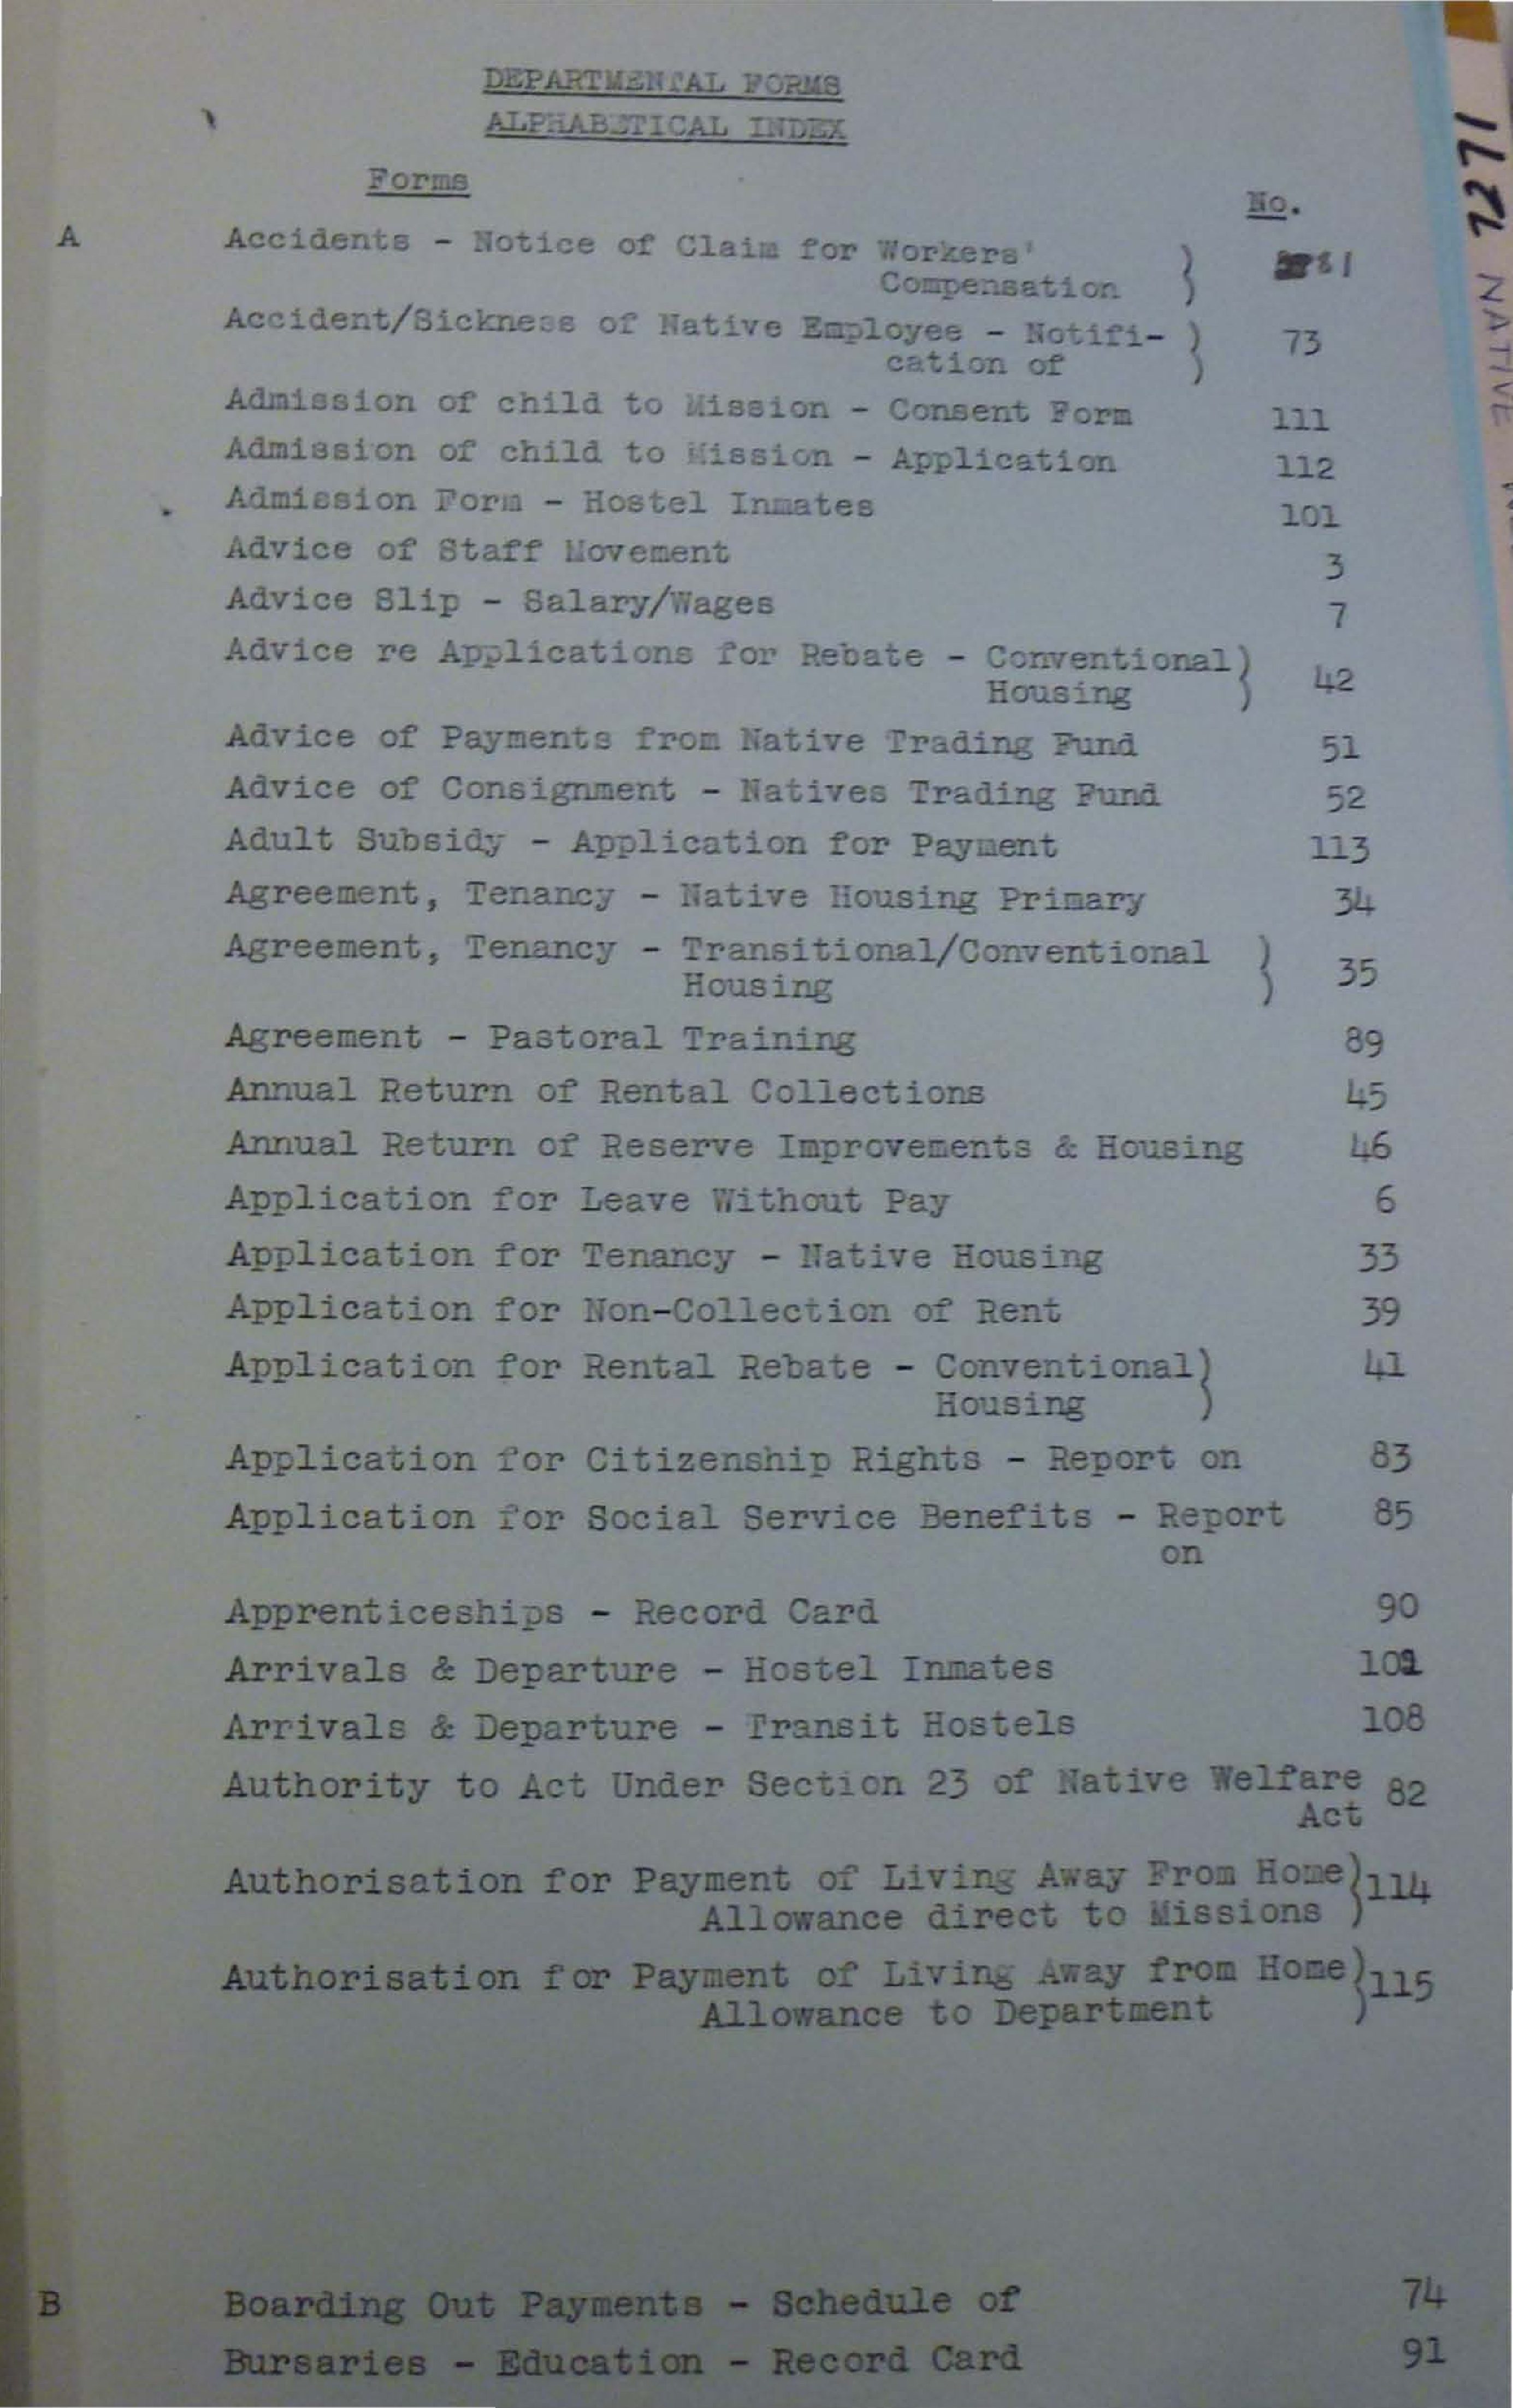 DEPARTMENTAL FORMS
ALPHABETICAL INDEX
Forms
No.
A
Accidents - Notice of Claim for Workers'
Compensation } 81
Accident/Sickness of Native Employee - Notifi-
cation of } 73
Admission of child to Mission - Consent Form 111
Admission of child to Mission - Application 112
Admission Form - Hostel Inmates 101
Advice of Staff Movement 3
Advice Slip - Salary/Wages 7
Advice re Applications for Rebate - Conventional
Housing } 42
Advice of Payments from Native Trading Fund 51
Advice of Consignment - Natives Trading Fund 52
Adult Subsidy - Application for Payment 113
Agreement, Tenancy - Native Housing Primary 34
Agreement, Tenancy - Transitional/Conventional
Housing } 35
Agreement - Pastoral Training 89
Annual Return of Rental Collections 45
Annual Return of Reserve Improvements & Housing 46
Application for Leave Without Pay 6
Application for Tenancy - Native Housing 33
Application for Non-Collection of Rent 39
Application for Rental Rebate - Conventional } 41
Housing
Application for Citizenship Rights - Report on 83
Application for Social Service Benefits - Report 85
on
Apprenticeships - Record Card 90
Arrivals & Departure - Hostel Inmates
Arrivals & Departure - Transit Hostels 108
Authority to Act Under Section 23 of Native Welfare 82
Act
Authorisation for Payment of Living Away From Home } 114
Allowance direct to Missions
Authorisation for Payment of Living Away from Home } 115
Allowance to Department
B
Boarding Out Payments - Schedule of 74
Bursaries - Education - Record Card 91
NATIVE